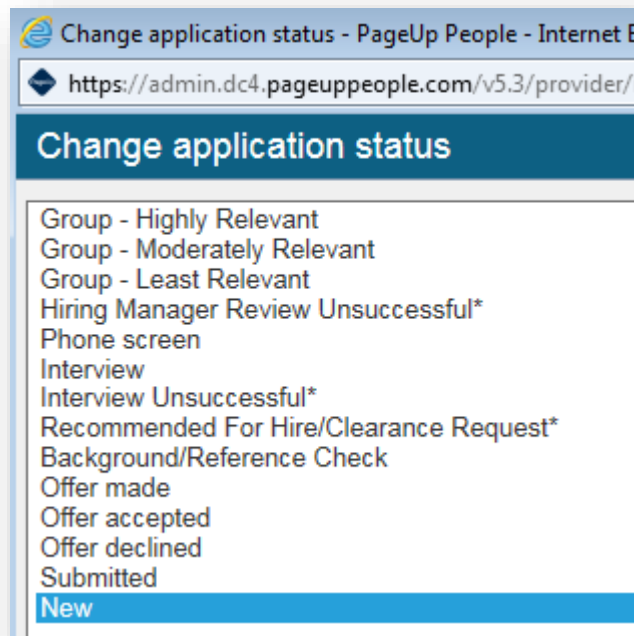 Change application status - PageUp People - Internet
https://admin.dc4.pageuppeople.com/v5.3/provider/
Change application status
Group - Highly Relevant
Group - Moderately Relevant
Group - Least Relevant
Hiring Manager Review Unsuccessful*
Phone screen
Interview
Interview Unsuccessful*
Recommended For Hire/Clearance Request*
Background/Reference Check
Offer made
Offer accepted
Offer declined
Submitted
New